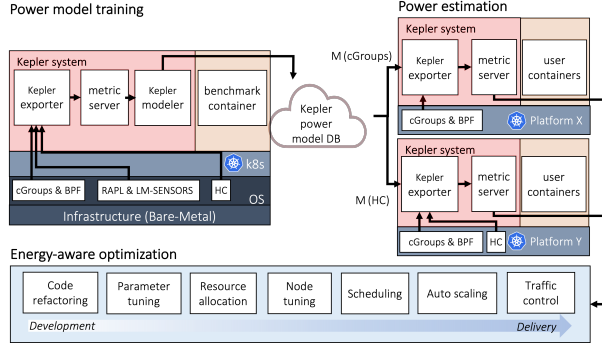 Power model training
Kepler system
Kepler
exporter
metric
server
Kepler
modeler
benchmark
container
k8s
cGroups & BPF
RAPL & LM-SENSORS
HC
OS
Infrastructure (Bare-Metal)
Kepler
power
model DB
Power estimation
M (cGroups)
Kepler system
Kepler
exporter
metric
server
user
containers
cGroups & BPF
Platform X
M (HC)
Kepler system
Kepler
exporter
metric
server
user
containers
cGroups & BPF
HC
Platform Y
Energy-aware optimization
Code
refactoring
Parameter
tuning
Resource
allocation
Node
tuning
Scheduling
Auto scaling
Traffic
control
Development
Delivery